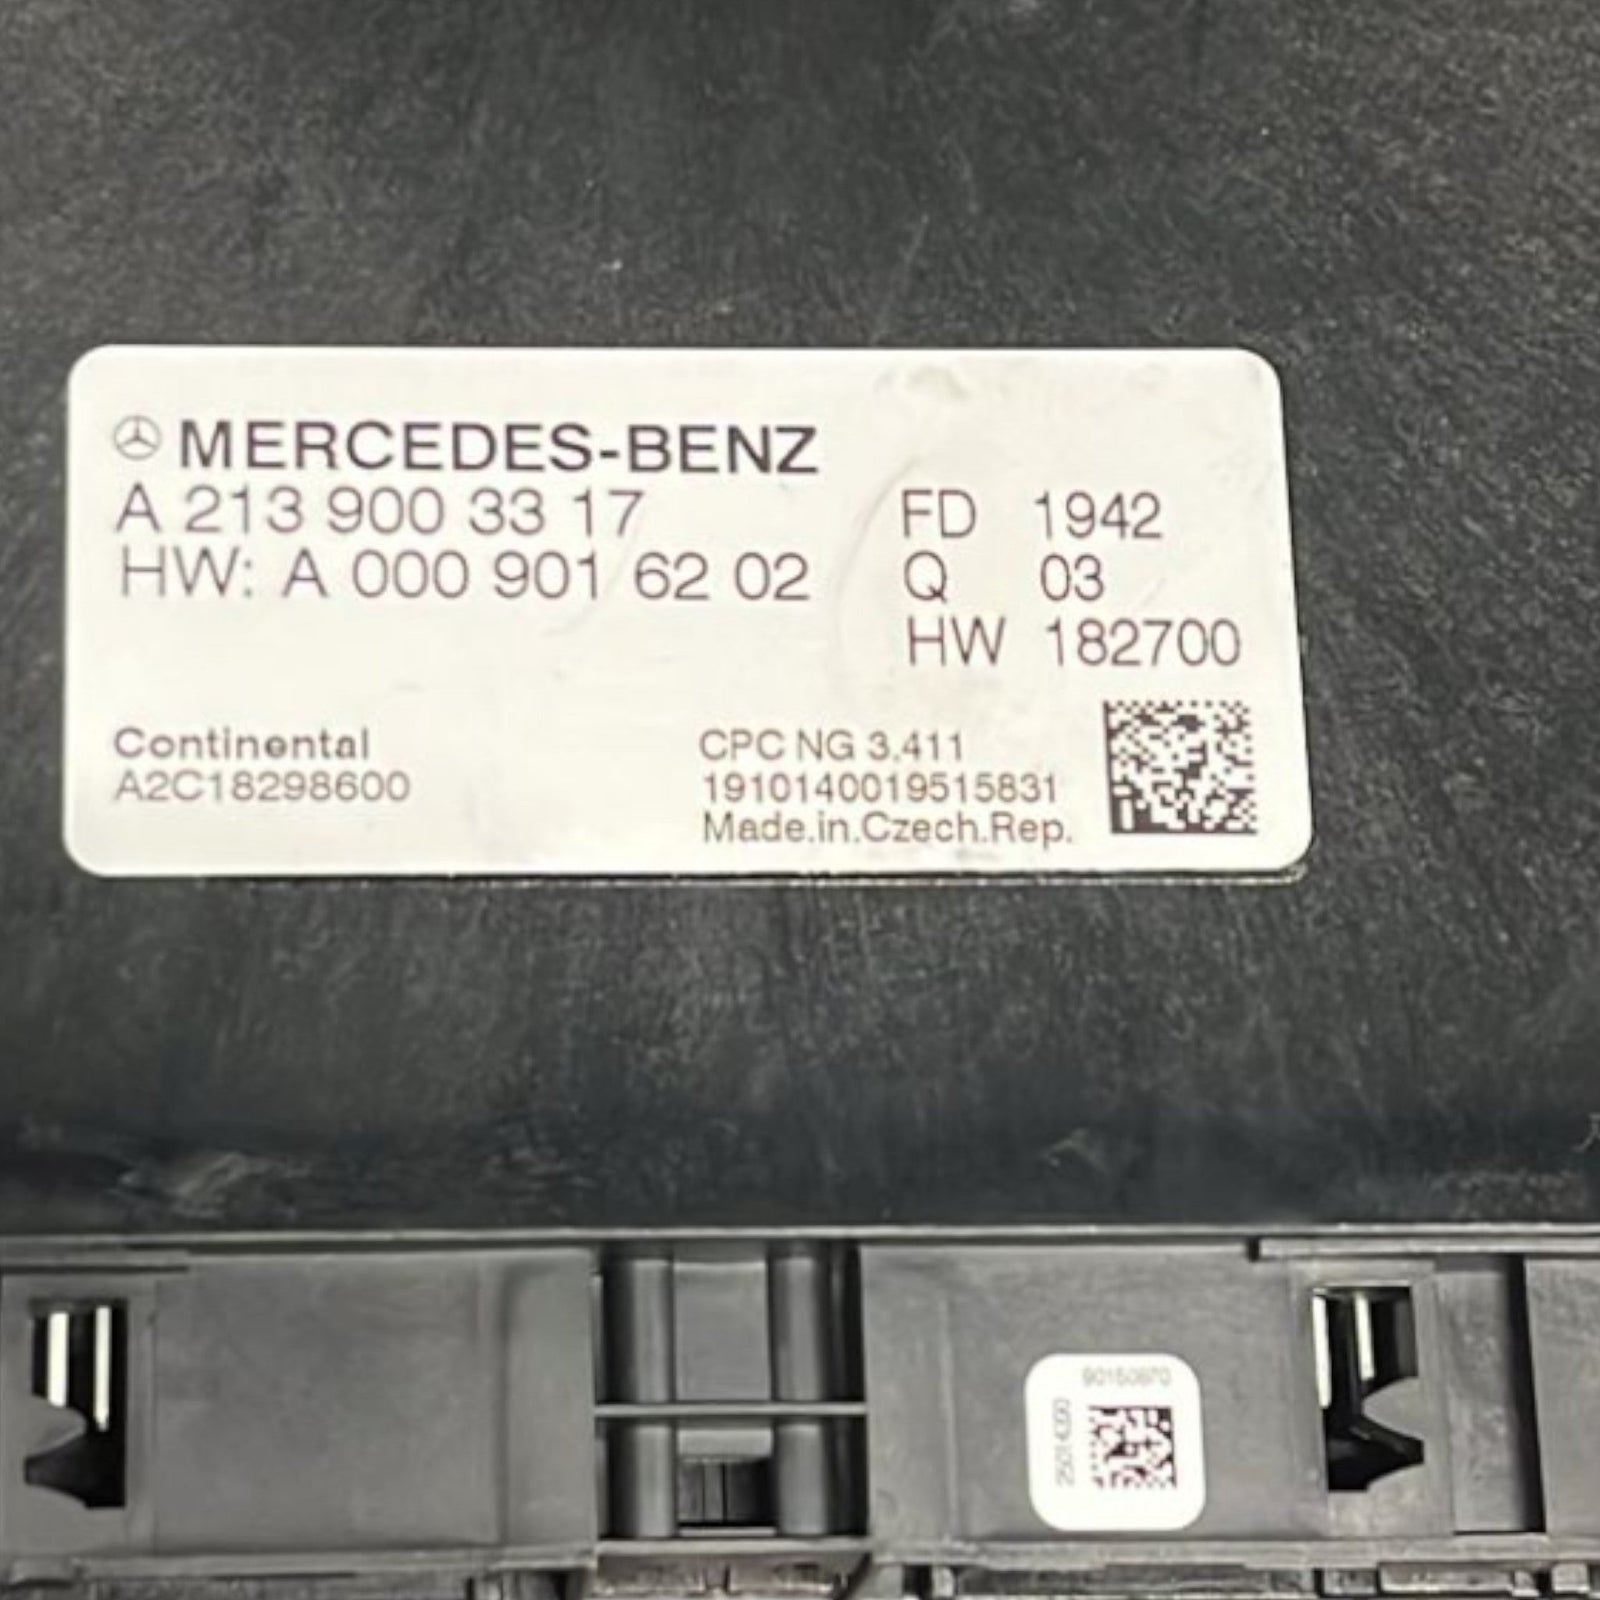 MERCEDES-BENZ
A 213 900 33 17
HW: A 000 901 62 02
FD 1942
Q 03
HW 182700
Continental
A2C18298600
CPC NG 3.411
1910140019515831
Made.in.Czech.Rep.